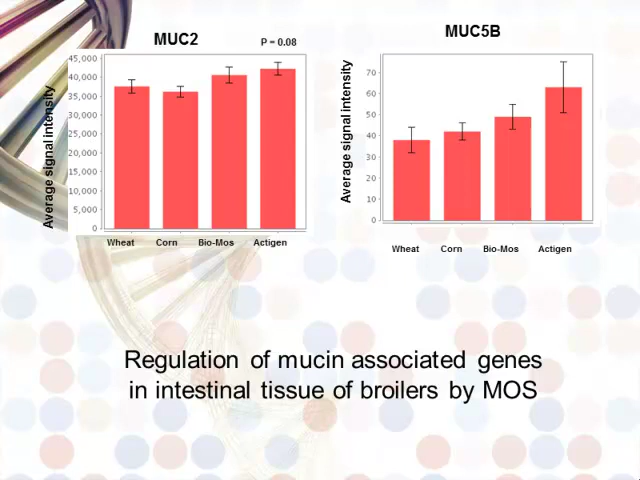 MUC2
P = 0.08
Average signal intensity
45,000
40,000
35,000
30,000
25,000
20,000
15,000
10,000
5,000
0
Wheat Corn Bio-Mos Actigen
MUC5B
Average signal intensity
70
60
50
40
30
20
10
0
Wheat Corn Bio-Mos Actigen
Regulation of mucin associated genes
in intestinal tissue of broilers by MOS